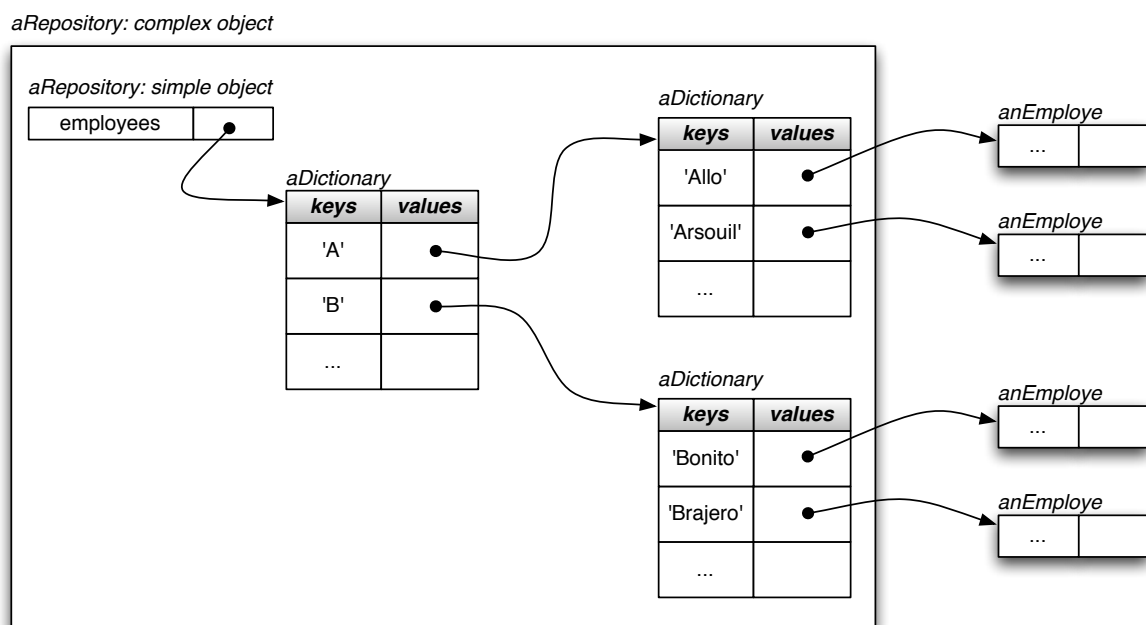 aRepository: complex object
aRepository: simple object
employees
aDictionary
keys values
'A'
'B'
...
aDictionary
keys values
'Allo'
'Arsouil'
...
aDictionary
keys values
'Bonito'
'Brajero'
...
anEmploye
...
anEmploye
...
anEmploye
...
anEmploye
...